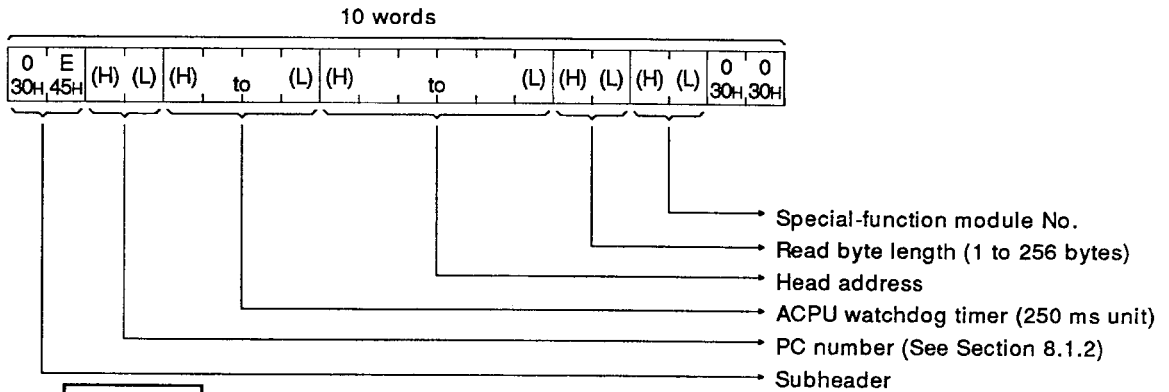 10 words
0 E (H) (L) (H) to (L) (H) to (L) (H) (L) (H) (L) 0 0
30H 45H 30H 30H
Special-function module No.
Read byte length (1 to 256 bytes)
Head address
ACPU watchdog timer (250 ms unit)
PC number (See Section 8.1.2)
Subheader